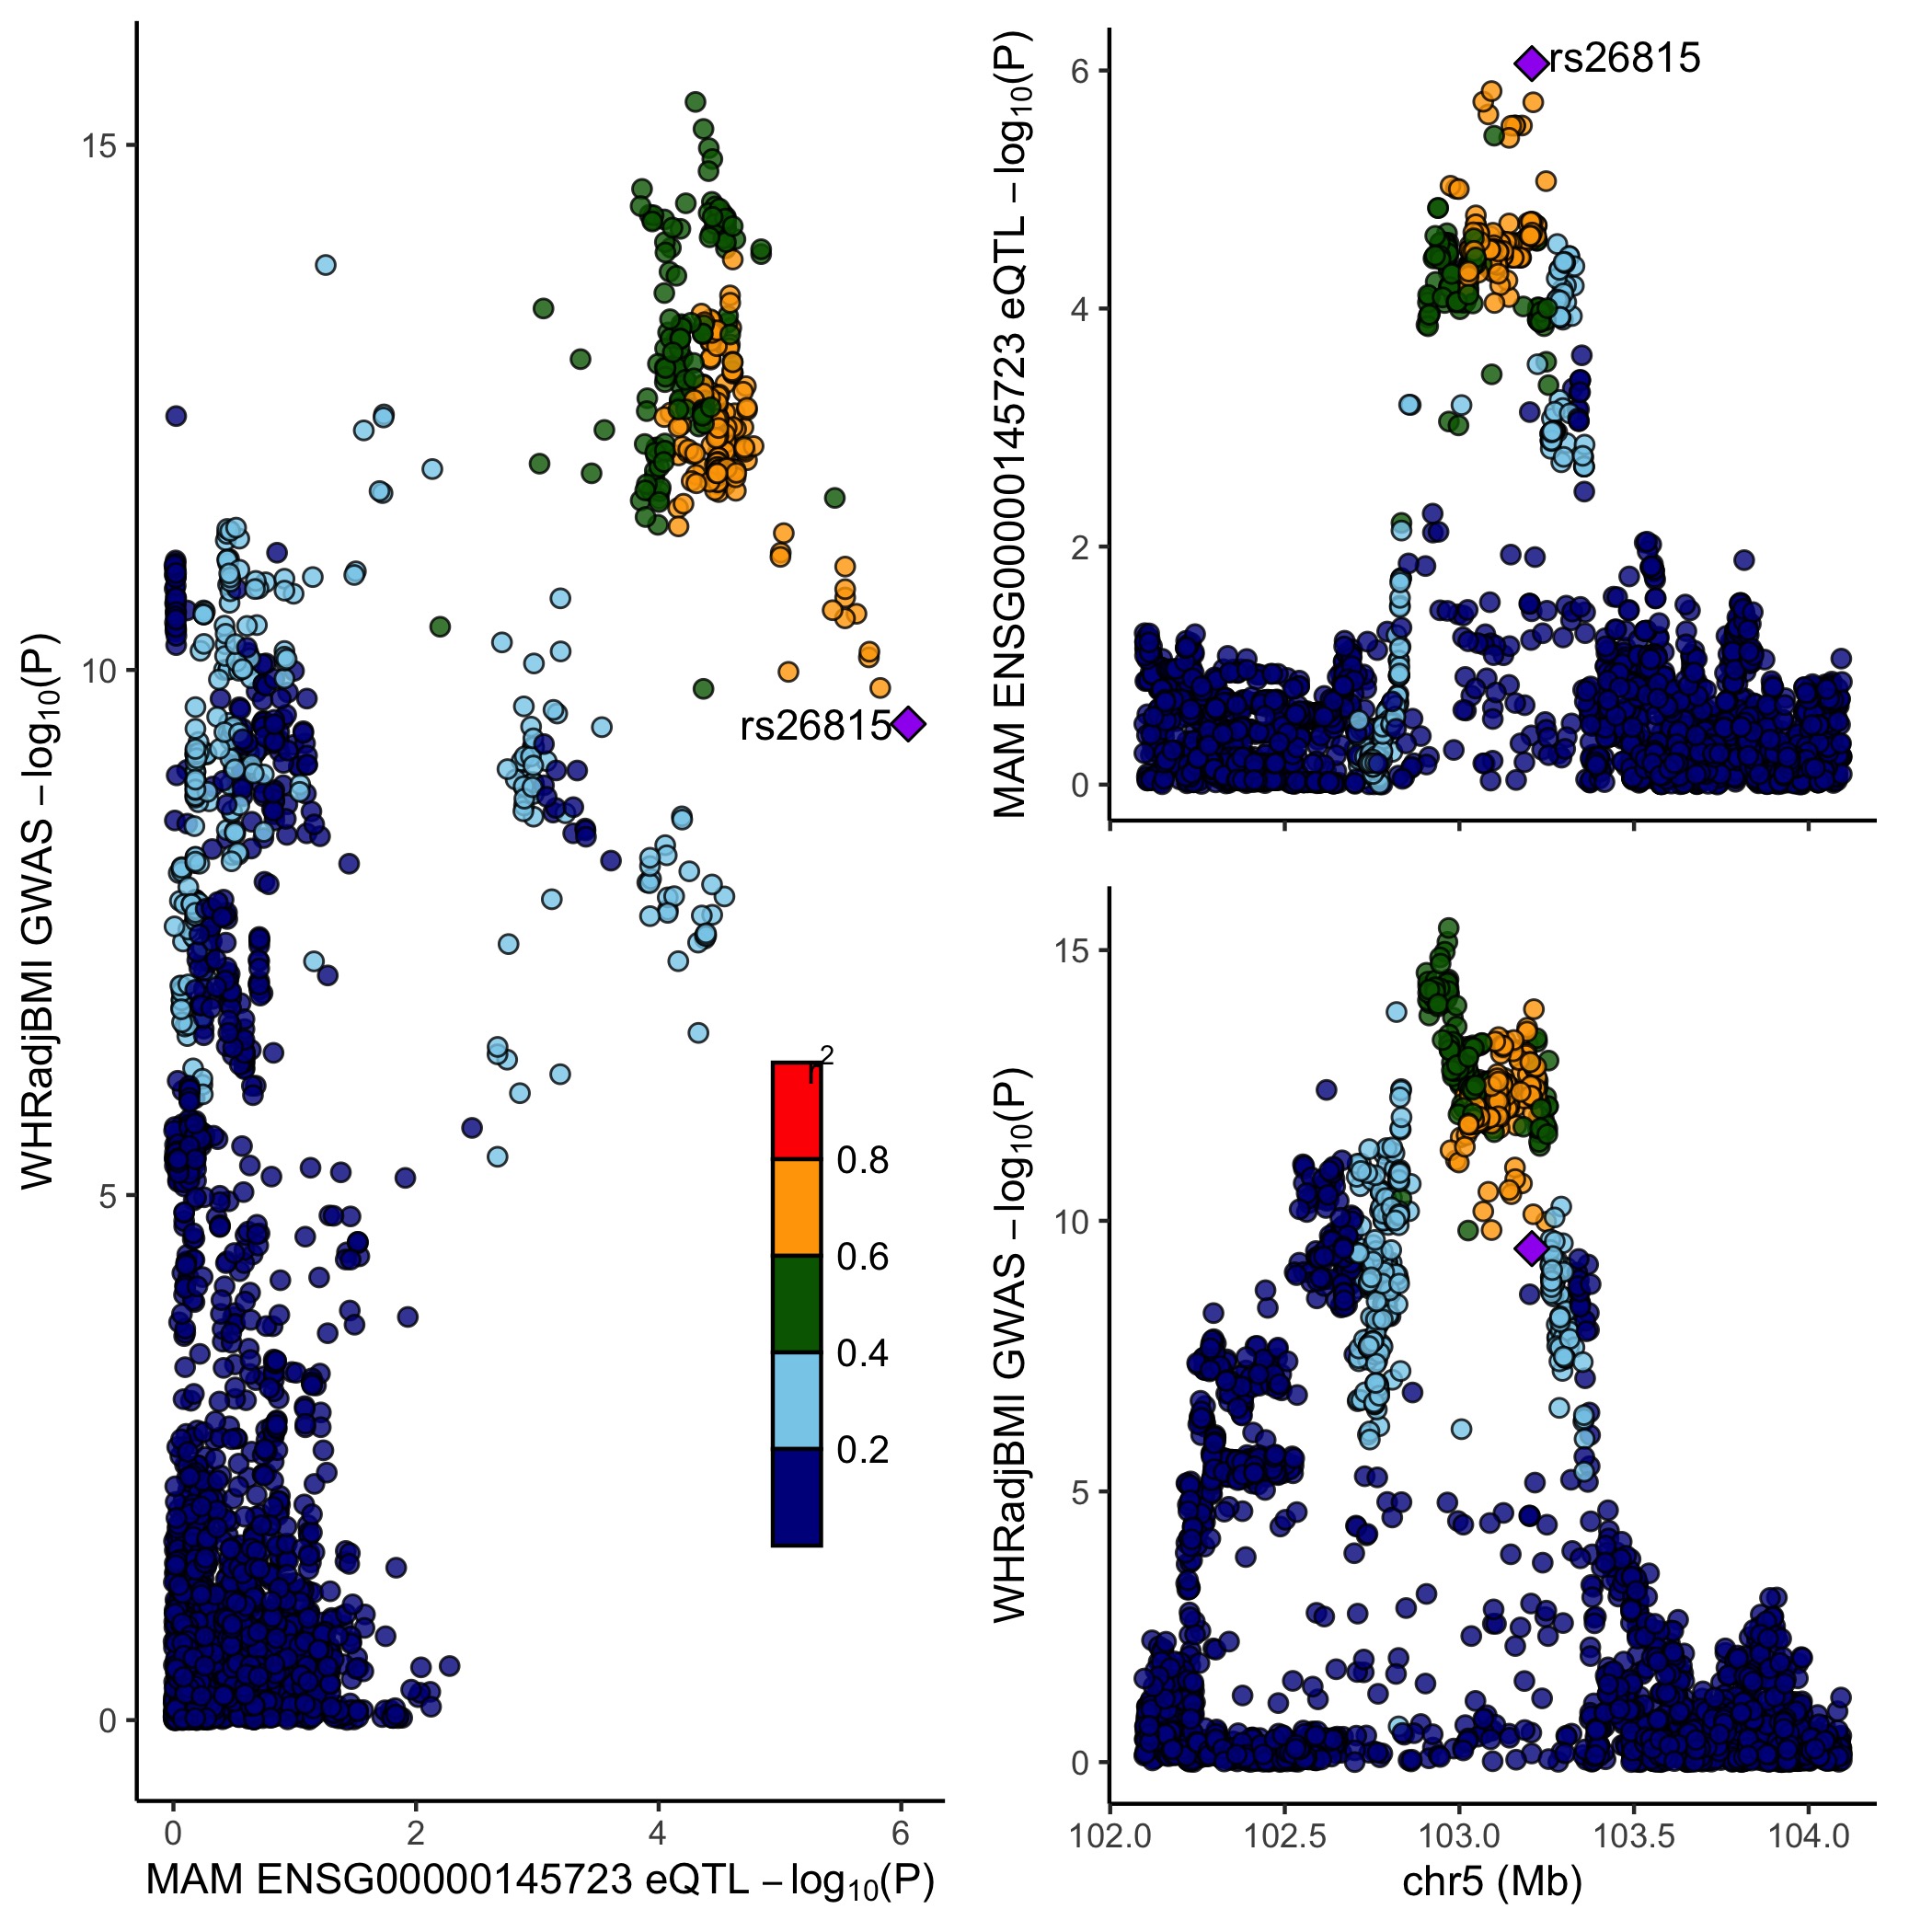 WHRadjBMI GWAS −log₁₀(P)
15
10
5
0
rs26815
r²
0.8
0.6
0.4
0.2
0 2 4 6
MAM ENSG00000145723 eQTL −log₁₀(P)
MAM ENSG00000145723 eQTL −log₁₀(P)
6
4
2
0
rs26815
WHRadjBMI GWAS −log₁₀(P)
15
10
5
0
102.0 102.5 103.0 103.5 104.0
chr5 (Mb)